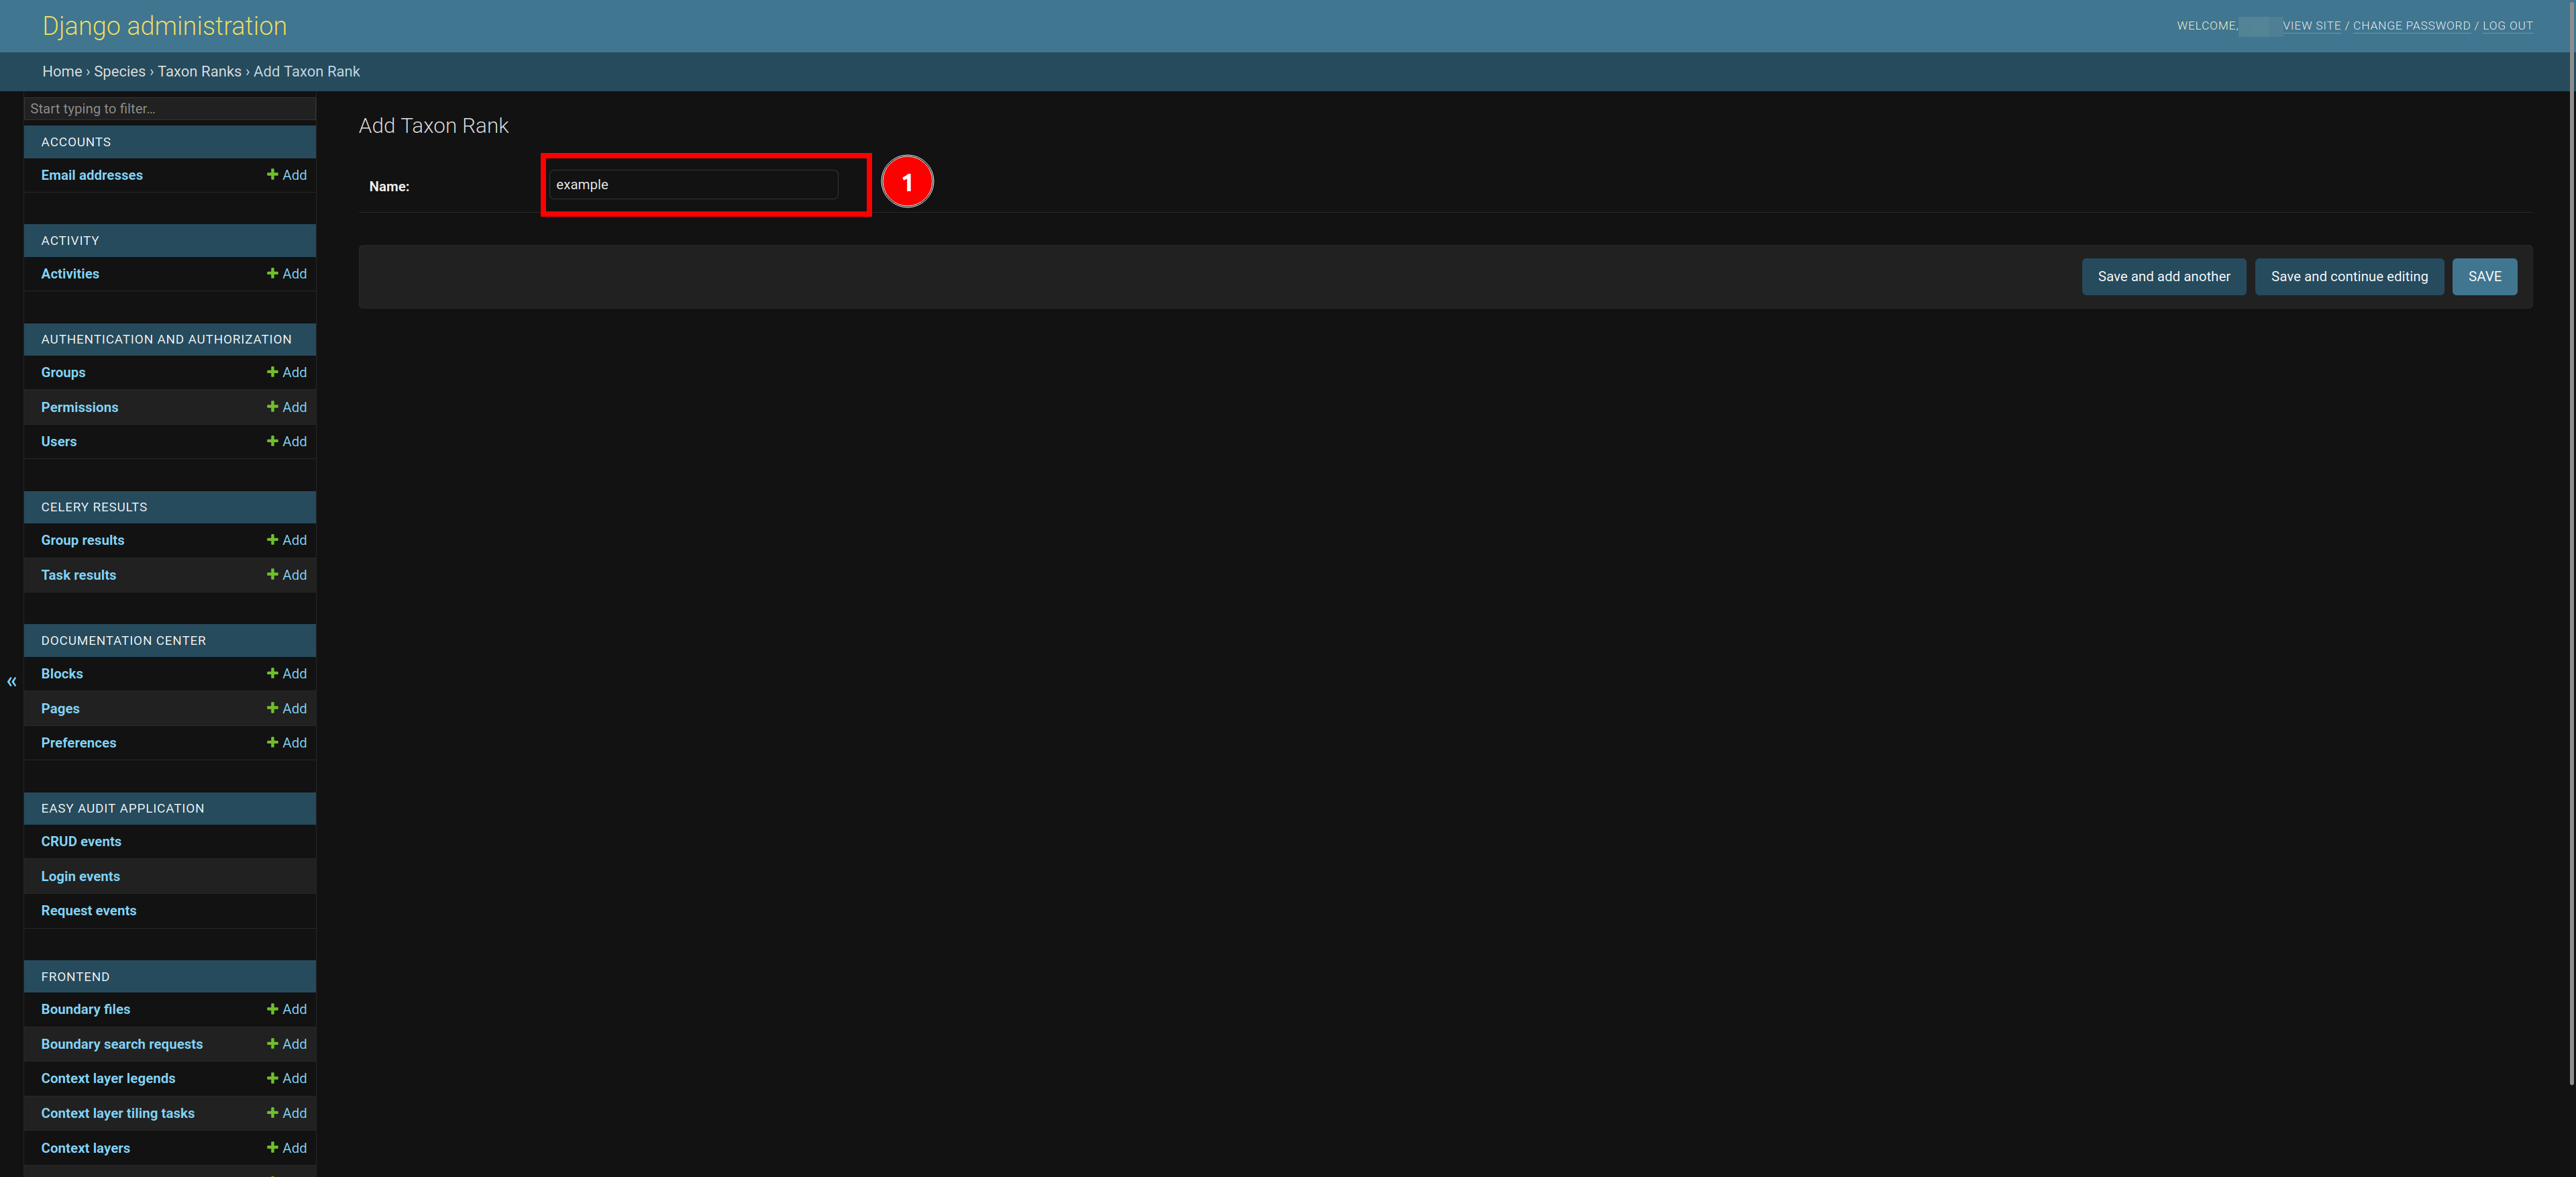 Django administration
WELCOME, VIEW SITE / CHANGE PASSWORD / LOG OUT
Home › Species › Taxon Ranks › Add Taxon Rank
Start typing to filter...
ACCOUNTS
Email addresses + Add
ACTIVITY
Activities + Add
AUTHENTICATION AND AUTHORIZATION
Groups + Add
Permissions + Add
Users + Add
CELERY RESULTS
Group results + Add
Task results + Add
DOCUMENTATION CENTER
Blocks + Add
Pages + Add
Preferences + Add
EASY AUDIT APPLICATION
CRUD events
Login events
Request events
FRONTEND
Boundary files + Add
Boundary search requests + Add
Context layer legends + Add
Context layer tiling tasks + Add
Context layers + Add
«
Add Taxon Rank
Name: example 1
Save and add another Save and continue editing SAVE